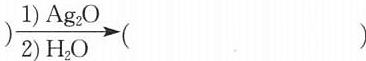 ) 1) Ag₂O → (                )
2) H₂O